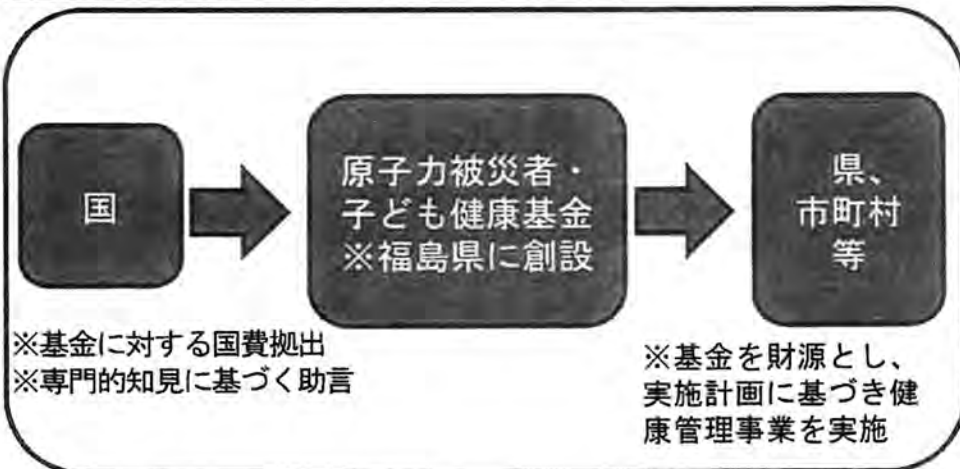 国
原子力被災者・
子ども健康基金
※福島県に創設
県、
市町村
等
※基金に対する国費拠出
※専門的知見に基づく助言
※基金を財源とし、
実施計画に基づき健
康管理事業を実施